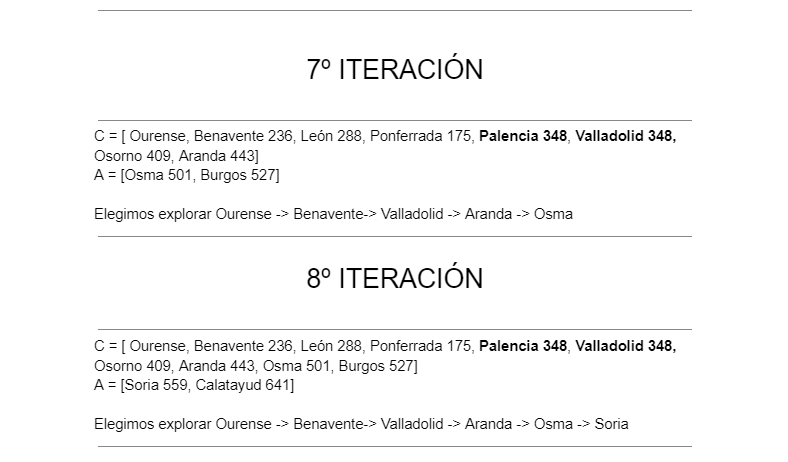 7º ITERACIÓN
C = [ Ourense, Benavente 236, León 288, Ponferrada 175, Palencia 348, Valladolid 348,
Osorno 409, Aranda 443]
A = [Osma 501, Burgos 527]
Elegimos explorar Ourense -> Benavente-> Valladolid -> Aranda -> Osma
8º ITERACIÓN
C = [ Ourense, Benavente 236, León 288, Ponferrada 175, Palencia 348, Valladolid 348,
Osorno 409, Aranda 443, Osma 501, Burgos 527]
A = [Soria 559, Calatayud 641]
Elegimos explorar Ourense -> Benavente-> Valladolid -> Aranda -> Osma -> Soria